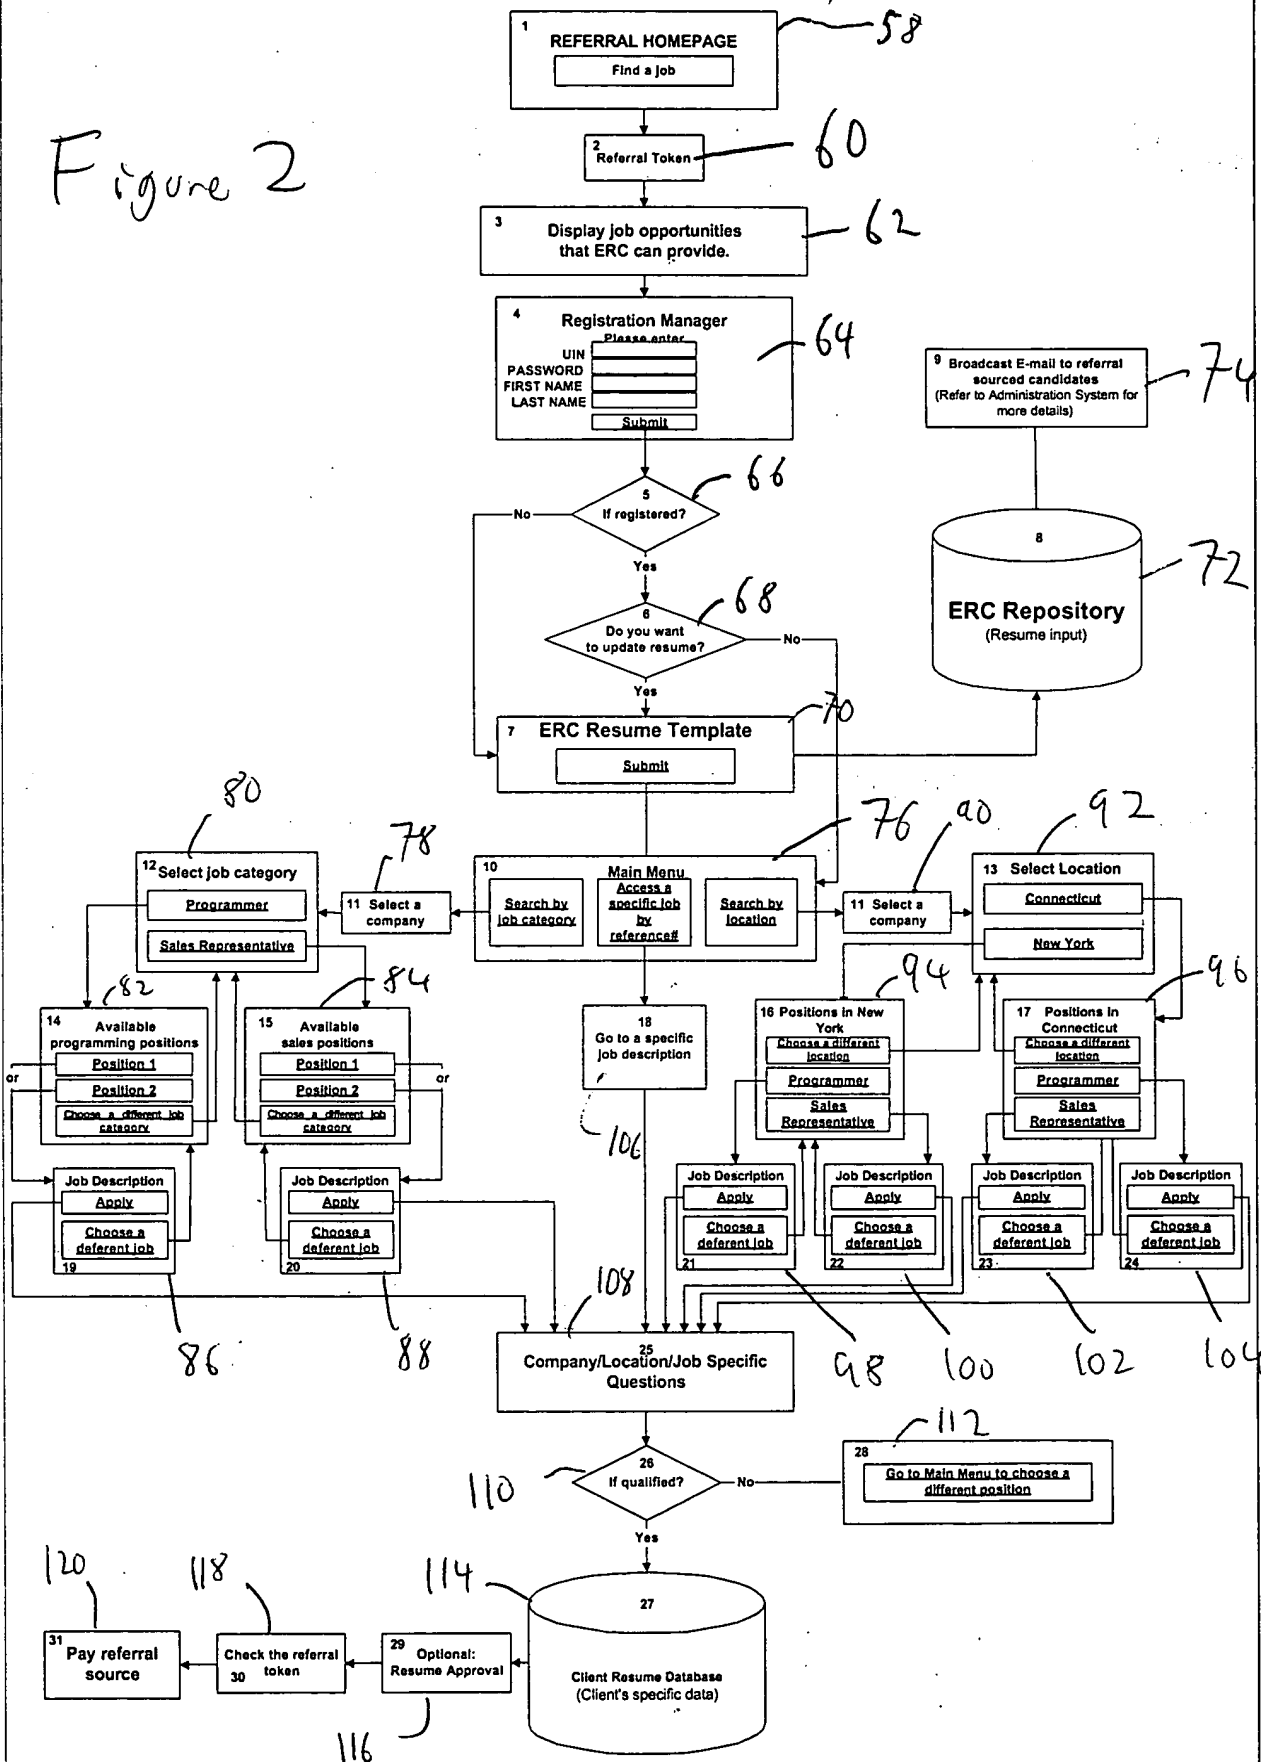 Figure 2
1
REFERRAL HOMEPAGE
Find a job
58
2
Referral Token
60
3
Display job opportunities
that ERC can provide.
62
4
Registration Manager
Please enter
UIN
PASSWORD
FIRST NAME
LAST NAME
Submit
64
9 Broadcast E-mail to referral
sourced candidates
(Refer to Administration System for
more details)
74
5
If registered?
66
No
Yes
8
ERC Repository
(Resume input)
72
6
Do you want
to update resume?
68
No
Yes
7 ERC Resume Template
Submit
70
80
12 Select job category
Programmer
Sales Representative
78
11 Select a
company
76
10
Main Menu
Search by
job category
Access a
specific job
by
reference#
Search by
location
90
11 Select a
company
92
13 Select Location
Connecticut
New York
82
14
Available
programming positions
Position 1
Position 2
Choose a different job
category
or
84
15
Available
sales positions
Position 1
Position 2
Choose a different job
category
or
18
Go to a specific
job description
106
94
16 Positions in New
York
Choose a different
location
Programmer
Sales
Representative
96
17 Positions in
Connecticut
Choose a different
location
Programmer
Sales
Representative
Job Description
Apply
Choose a
deferent job
19
86
Job Description
Apply
Choose a
deferent job
20
88
Job Description
Apply
Choose a
deferent job
21
98
Job Description
Apply
Choose a
deferent job
22
100
Job Description
Apply
Choose a
deferent job
23
102
Job Description
Apply
Choose a
deferent job
24
104
108
25
Company/Location/Job Specific
Questions
26
If qualified?
110
No
Yes
112
28
Go to Main Menu to choose a
different position
114
27
Client Resume Database
(Client's specific data)
29
Optional:
Resume Approval
116
118
Check the referral
token
30
120
31
Pay referral
source